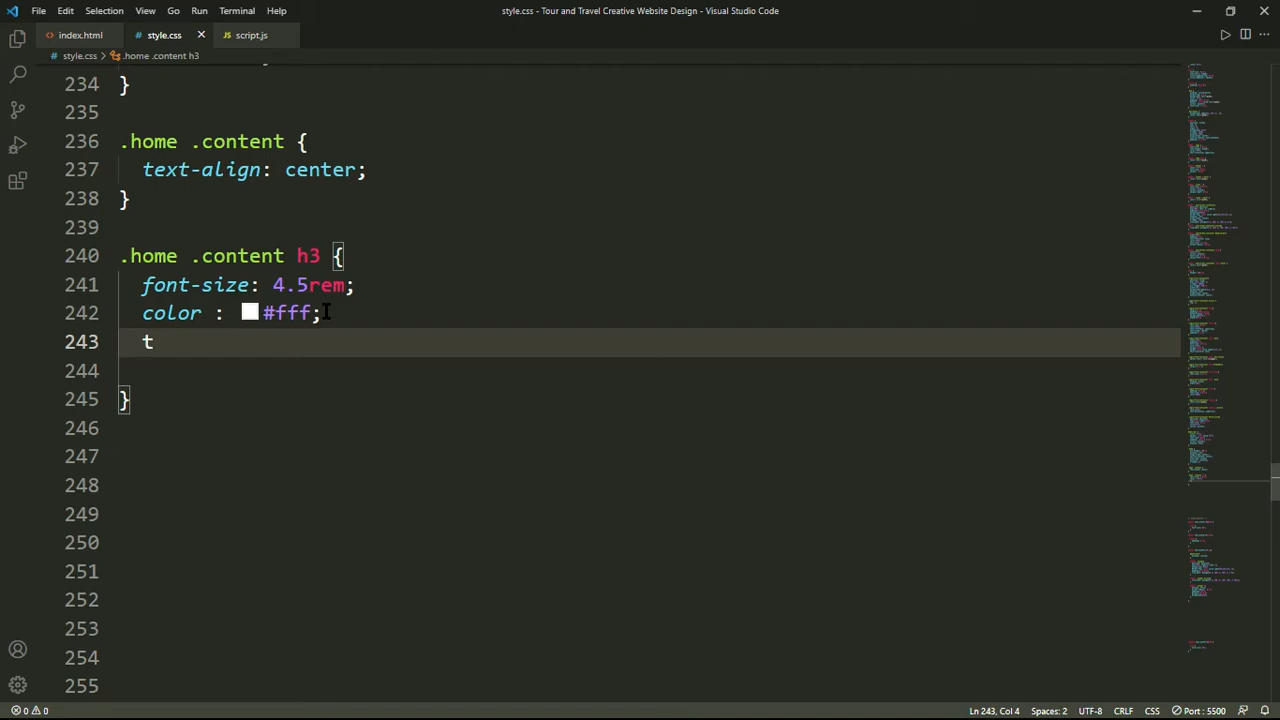 File Edit Selection View Go Run Terminal Help
style.css - Tour and Travel Creative Website Design - Visual Studio Code
index.html
# style.css
JS script.js
# style.css > .home .content h3
234 }
235
236 .home .content {
237 text-align: center;
238 }
239
240 .home .content h3 {
241 font-size: 4.5rem;
242 color : #fff;
243 t
244
245 }
246
247
248
249
250
251
252
253
254
255
0 0
Ln 243, Col 4 Spaces: 2 UTF-8 CRLF CSS Port : 5500